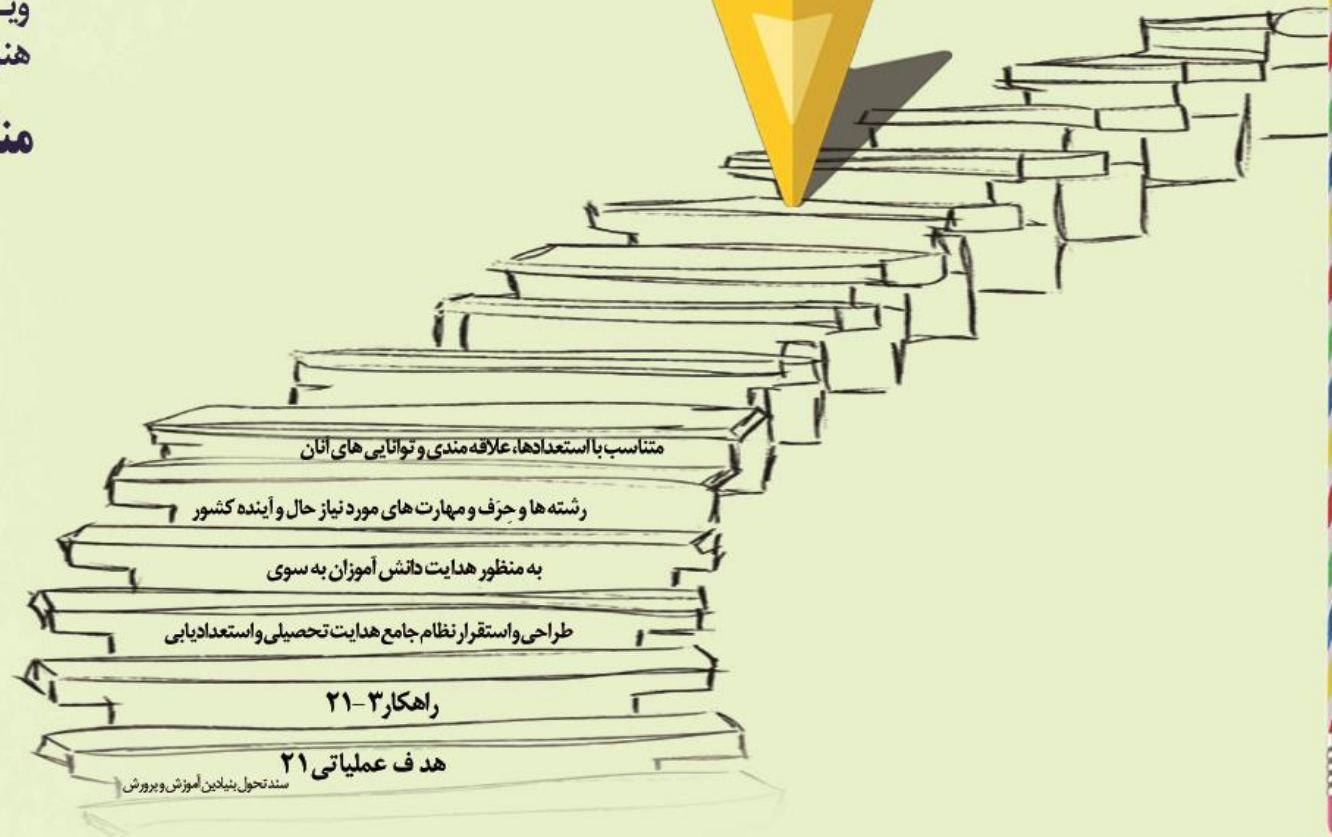 متناسب با استعدادها، علاقه مندی و توانایی های آنان
رشته ها و حِرَف و مهارت های مورد نیاز حال و آینده کشور
به منظور هدایت دانش آموزان به سوی
طراحی و استقرار نظام جامع هدایت تحصیلی و استعدادیابی
راهکار ۳-۲۱
هد ف عملیاتی ۲۱
سند تحول بنیادین آموزش و پرورش